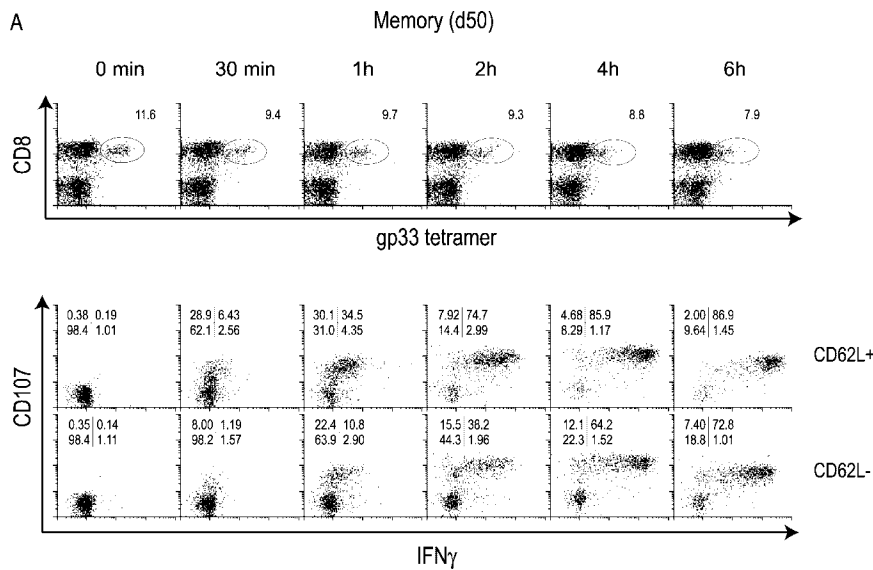 A
Memory (d50)
0 min 30 min 1h 2h 4h 6h
CD8
11.6 9.4 9.7 9.3 8.8 7.9
gp33 tetramer
CD107
0.38 0.19 28.9 6.43 30.1 34.5 7.92 74.7 4.68 85.9 2.00 86.9
98.4 1.01 62.1 2.56 31.0 4.35 14.4 2.99 8.29 1.17 9.64 1.45
CD62L+
0.35 0.14 8.00 1.19 22.4 10.8 15.5 38.2 12.1 64.2 7.40 72.8
98.4 1.11 98.2 1.57 63.9 2.90 44.3 1.96 22.3 1.52 18.8 1.01
CD62L-
IFNγ